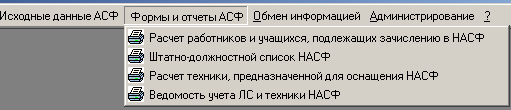 Исходные данные АСФ Формы и отчеты АСФ Обмен информацией Администрирование ?
Расчет работников и учащихся, подлежащих зачислению в НАСФ
Штатно-должностной список НАСФ
Расчет техники, предназначенной для оснащения НАСФ
Ведомость учета ЛС и техники НАСФ